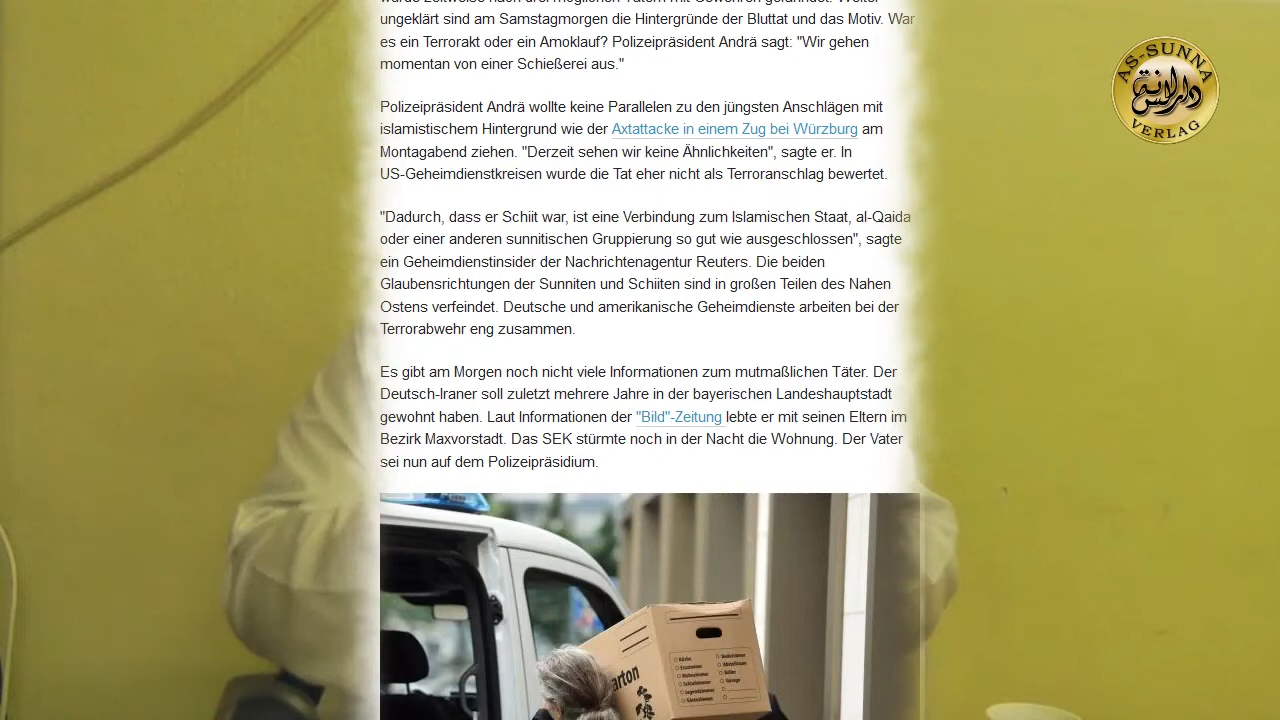 ungeklärt sind am Samstagmorgen die Hintergründe der Bluttat und das Motiv. War
es ein Terrorakt oder ein Amoklauf? Polizeipräsident Andrä sagt: "Wir gehen
momentan von einer Schießerei aus."
Polizeipräsident Andrä wollte keine Parallelen zu den jüngsten Anschlägen mit
islamistischem Hintergrund wie der Axtattacke in einem Zug bei Würzburg am
Montagabend ziehen. "Derzeit sehen wir keine Ähnlichkeiten", sagte er. In
US-Geheimdienstkreisen wurde die Tat eher nicht als Terroranschlag bewertet.
"Dadurch, dass er Schiit war, ist eine Verbindung zum Islamischen Staat, al-Qaida
oder einer anderen sunnitischen Gruppierung so gut wie ausgeschlossen", sagte
ein Geheimdienstinsider der Nachrichtenagentur Reuters. Die beiden
Glaubensrichtungen der Sunniten und Schiiten sind in großen Teilen des Nahen
Ostens verfeindet. Deutsche und amerikanische Geheimdienste arbeiten bei der
Terrorabwehr eng zusammen.
Es gibt am Morgen noch nicht viele Informationen zum mutmaßlichen Täter. Der
Deutsch-Iraner soll zuletzt mehrere Jahre in der bayerischen Landeshauptstadt
gewohnt haben. Laut Informationen der "Bild"-Zeitung lebte er mit seinen Eltern im
Bezirk Maxvorstadt. Das SEK stürmte noch in der Nacht die Wohnung. Der Vater
sei nun auf dem Polizeipräsidium.
AS-SUNNA
VERLAG
arton